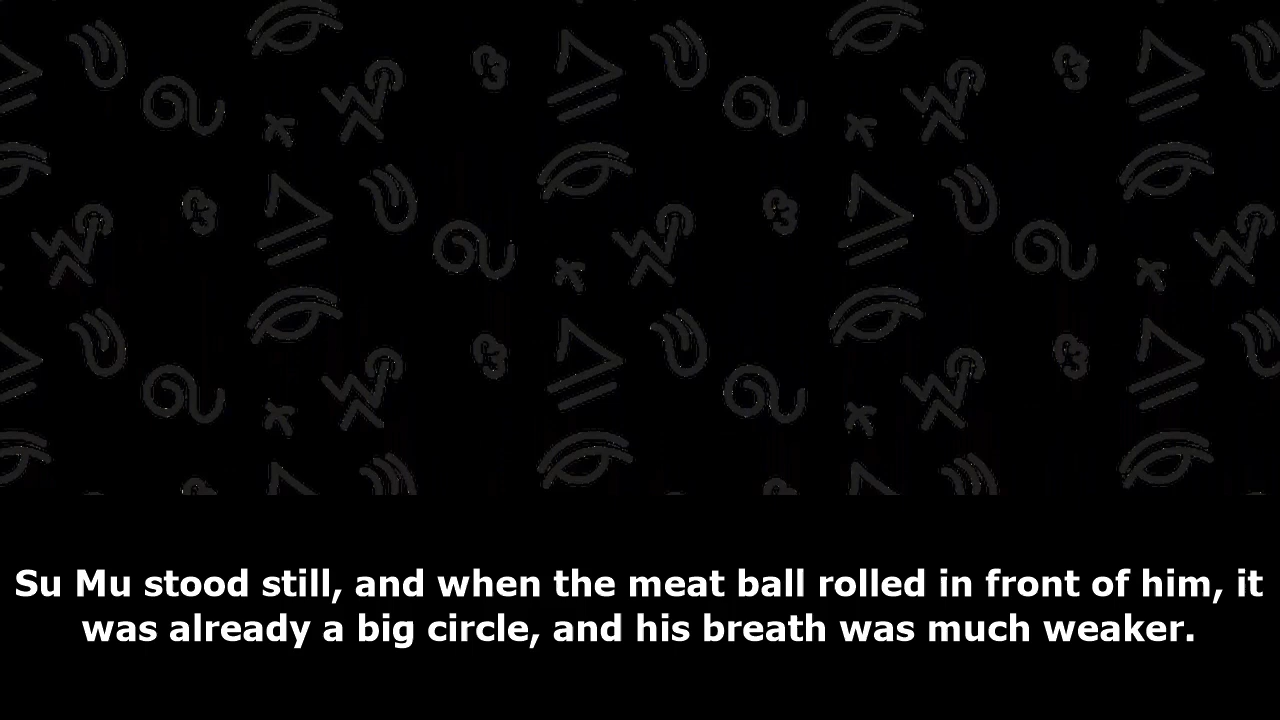 Su Mu stood still, and when the meat ball rolled in front of him, it
was already a big circle, and his breath was much weaker.